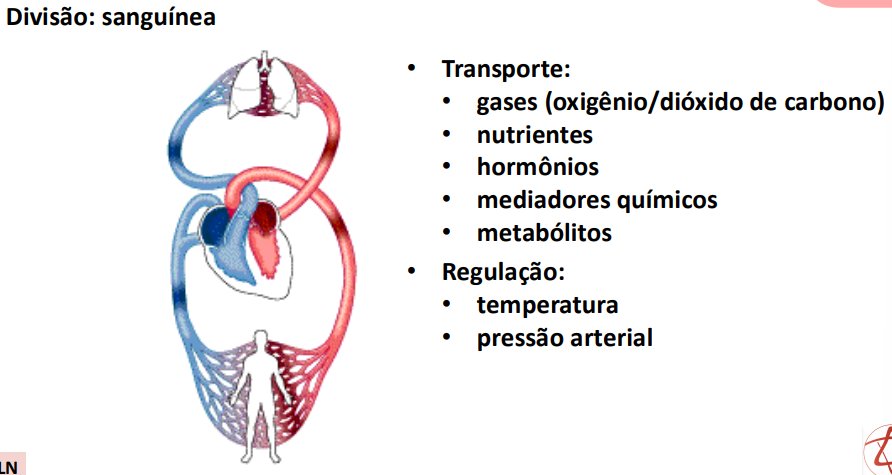 Divisão: sanguínea
• Transporte:
• gases (oxigênio/dióxido de carbono)
• nutrientes
• hormônios
• mediadores químicos
• metabólitos
• Regulação:
• temperatura
• pressão arterial
LN